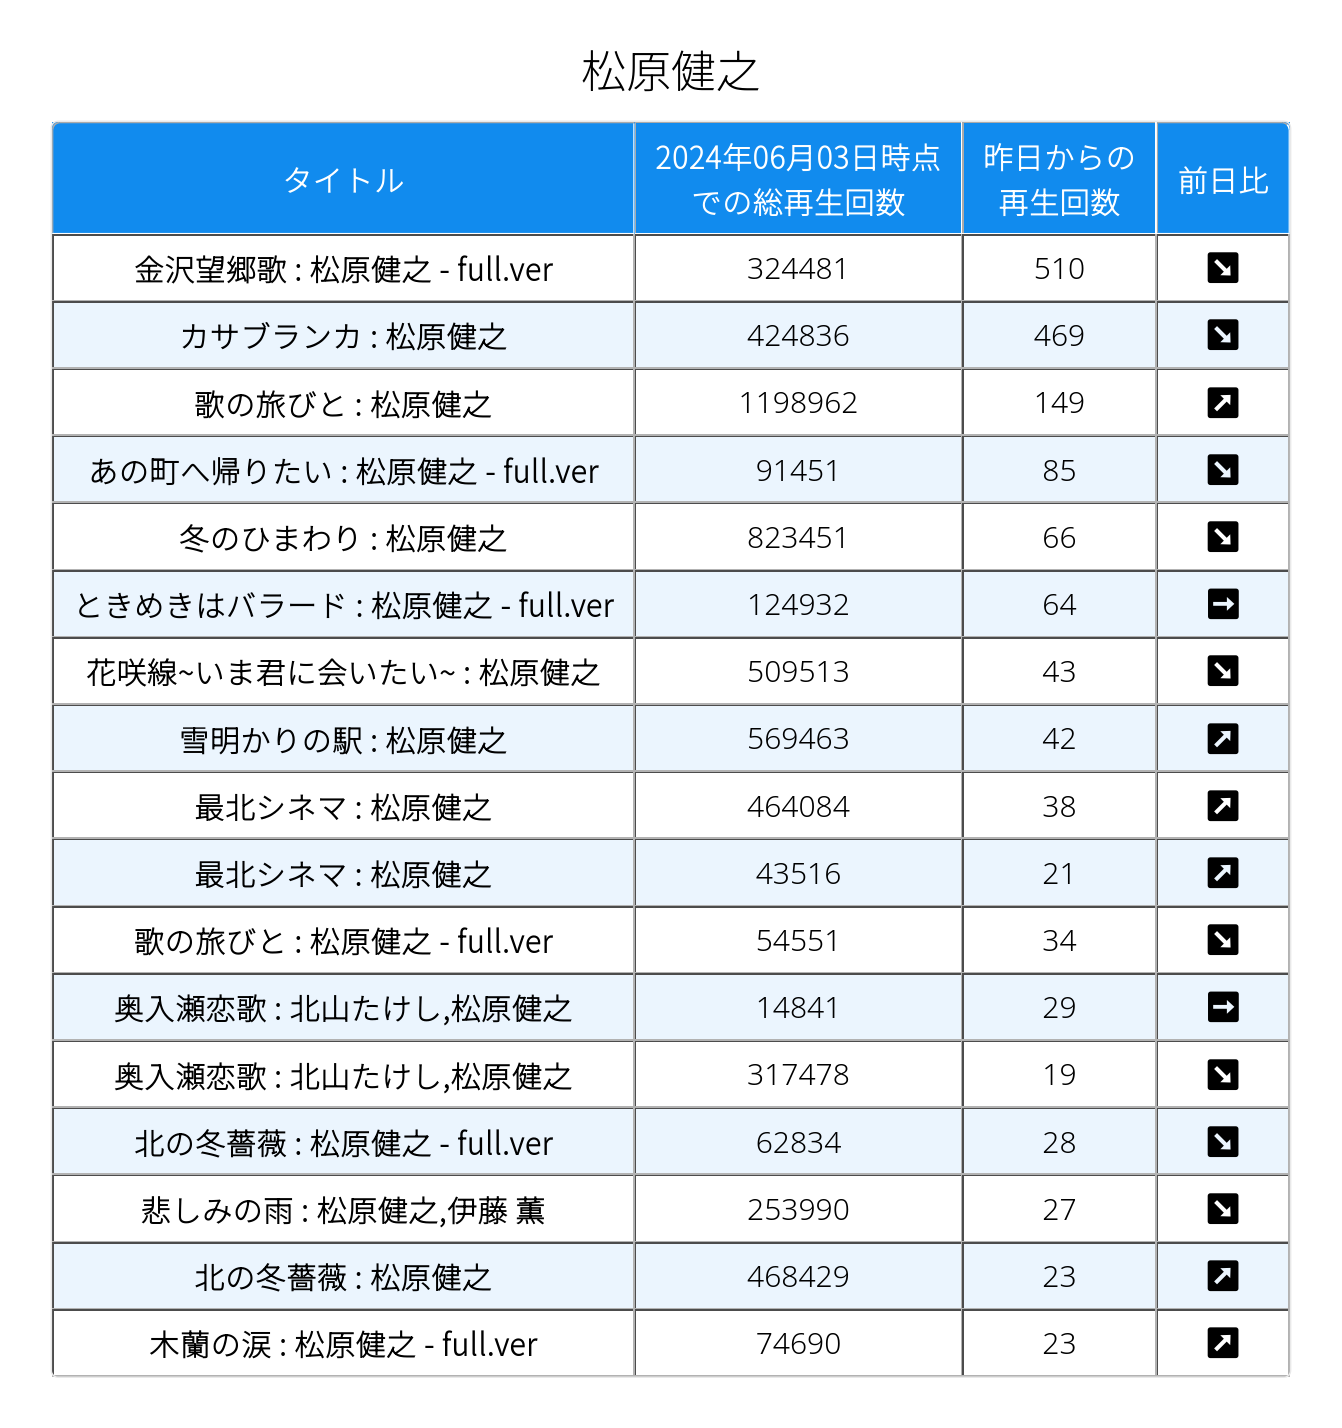 松原健之
タイトル
2024年06月03日時点
での総再生回数
昨日からの
再生回数
前日比
金沢望郷歌 : 松原健之 - full.ver 324481 510 ↘
カサブランカ : 松原健之 424836 469 ↘
歌の旅びと : 松原健之 1198962 149 ↗
あの町へ帰りたい : 松原健之 - full.ver 91451 85 ↘
冬のひまわり : 松原健之 823451 66 ↘
ときめきはバラード : 松原健之 - full.ver 124932 64 →
花咲線~いま君に会いたい~ : 松原健之 509513 43 ↘
雪明かりの駅 : 松原健之 569463 42 ↗
最北シネマ : 松原健之 464084 38 ↗
最北シネマ : 松原健之 43516 21 ↗
歌の旅びと : 松原健之 - full.ver 54551 34 ↘
奥入瀬恋歌 : 北山たけし,松原健之 14841 29 →
奥入瀬恋歌 : 北山たけし,松原健之 317478 19 ↘
北の冬薔薇 : 松原健之 - full.ver 62834 28 ↘
悲しみの雨 : 松原健之,伊藤 薫 253990 27 ↘
北の冬薔薇 : 松原健之 468429 23 ↗
木蘭の涙 : 松原健之 - full.ver 74690 23 ↗